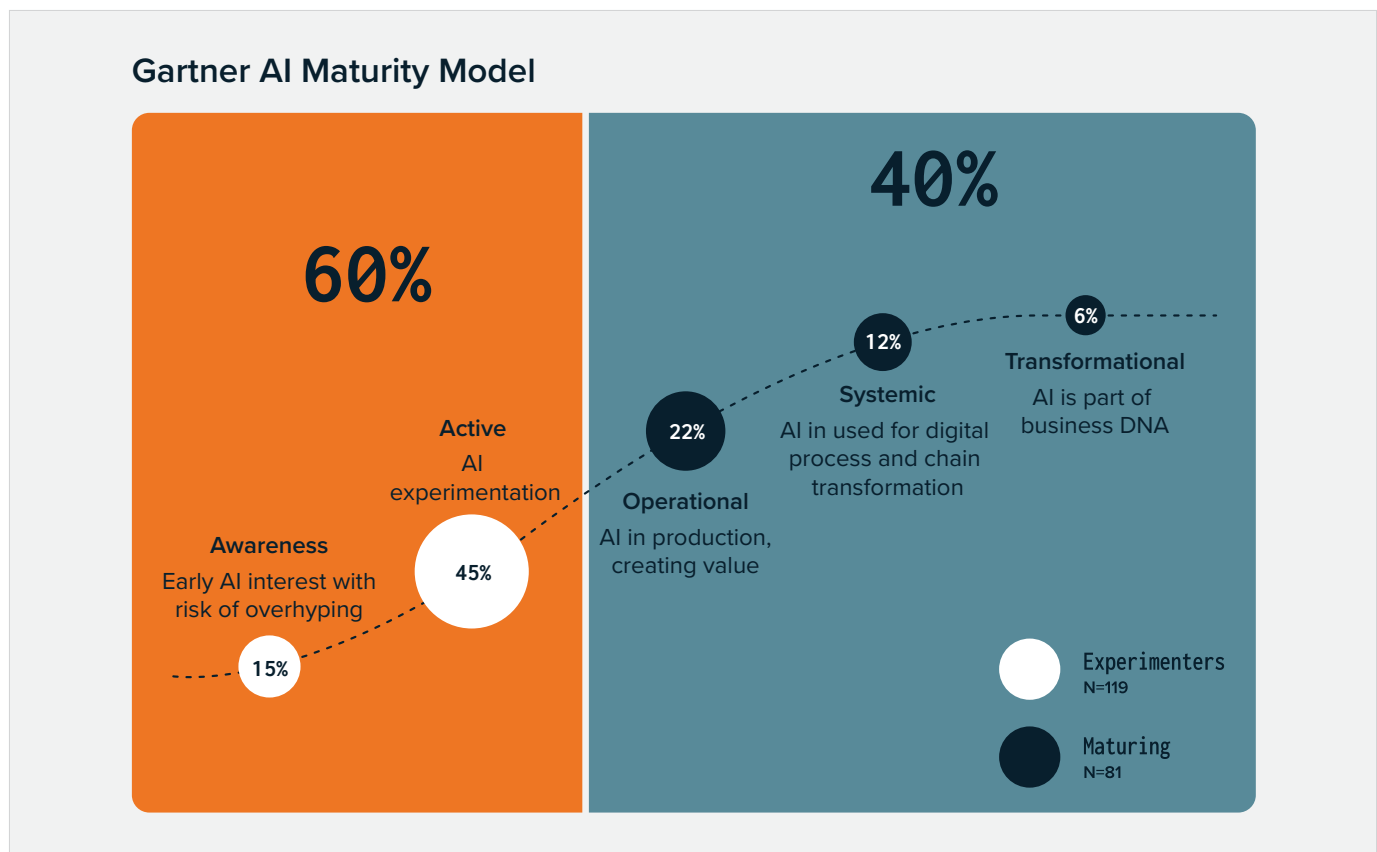 Gartner AI Maturity Model
60%
40%
Awareness
Early AI interest with
risk of overhyping
15%
Active
AI
experimentation
45%
22%
Operational
AI in production,
creating value
12%
Systemic
AI in used for digital
process and chain
transformation
6%
Transformational
AI is part of
business DNA
Experimenters
N=119
Maturing
N=81